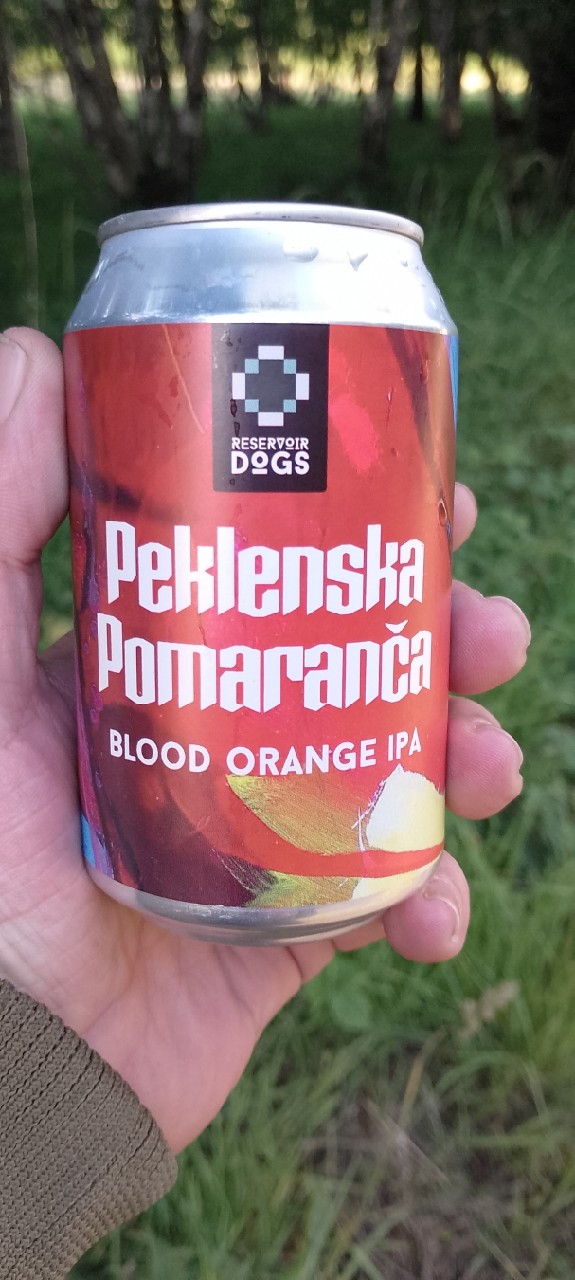 RESERVOIR
DOGS
Peklenska
Pomaranča
BLOOD ORANGE IPA